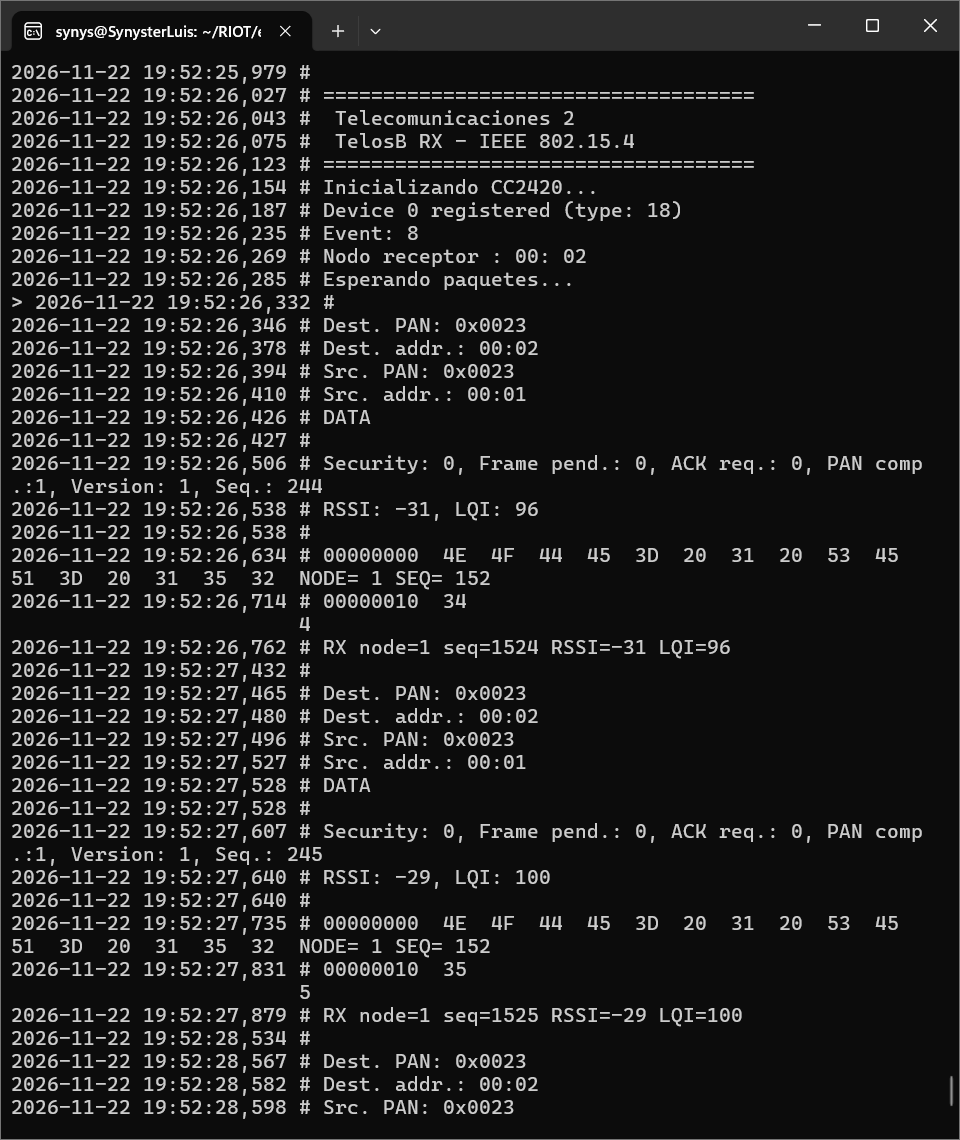 synys@SynysterLuis: ~/RIOT/e
2026-11-22 19:52:25,979 #
2026-11-22 19:52:26,027 # ====================================
2026-11-22 19:52:26,043 #  Telecomunicaciones 2
2026-11-22 19:52:26,075 #  TelosB RX - IEEE 802.15.4
2026-11-22 19:52:26,123 # ====================================
2026-11-22 19:52:26,154 # Inicializando CC2420...
2026-11-22 19:52:26,187 # Device 0 registered (type: 18)
2026-11-22 19:52:26,235 # Event: 8
2026-11-22 19:52:26,269 # Nodo receptor : 00: 02
2026-11-22 19:52:26,285 # Esperando paquetes...
> 2026-11-22 19:52:26,332 #
2026-11-22 19:52:26,346 # Dest. PAN: 0x0023
2026-11-22 19:52:26,378 # Dest. addr.: 00:02
2026-11-22 19:52:26,394 # Src. PAN: 0x0023
2026-11-22 19:52:26,410 # Src. addr.: 00:01
2026-11-22 19:52:26,426 # DATA
2026-11-22 19:52:26,427 #
2026-11-22 19:52:26,506 # Security: 0, Frame pend.: 0, ACK req.: 0, PAN comp
.:1, Version: 1, Seq.: 244
2026-11-22 19:52:26,538 # RSSI: -31, LQI: 96
2026-11-22 19:52:26,538 #
2026-11-22 19:52:26,634 # 00000000  4E  4F  44  45  3D  20  31  20  53  45
51  3D  20  31  35  32  NODE= 1 SEQ= 152
2026-11-22 19:52:26,714 # 00000010  34
4
2026-11-22 19:52:26,762 # RX node=1 seq=1524 RSSI=-31 LQI=96
2026-11-22 19:52:27,432 #
2026-11-22 19:52:27,465 # Dest. PAN: 0x0023
2026-11-22 19:52:27,480 # Dest. addr.: 00:02
2026-11-22 19:52:27,496 # Src. PAN: 0x0023
2026-11-22 19:52:27,527 # Src. addr.: 00:01
2026-11-22 19:52:27,528 # DATA
2026-11-22 19:52:27,528 #
2026-11-22 19:52:27,607 # Security: 0, Frame pend.: 0, ACK req.: 0, PAN comp
.:1, Version: 1, Seq.: 245
2026-11-22 19:52:27,640 # RSSI: -29, LQI: 100
2026-11-22 19:52:27,640 #
2026-11-22 19:52:27,735 # 00000000  4E  4F  44  45  3D  20  31  20  53  45
51  3D  20  31  35  32  NODE= 1 SEQ= 152
2026-11-22 19:52:27,831 # 00000010  35
5
2026-11-22 19:52:27,879 # RX node=1 seq=1525 RSSI=-29 LQI=100
2026-11-22 19:52:28,534 #
2026-11-22 19:52:28,567 # Dest. PAN: 0x0023
2026-11-22 19:52:28,582 # Dest. addr.: 00:02
2026-11-22 19:52:28,598 # Src. PAN: 0x0023